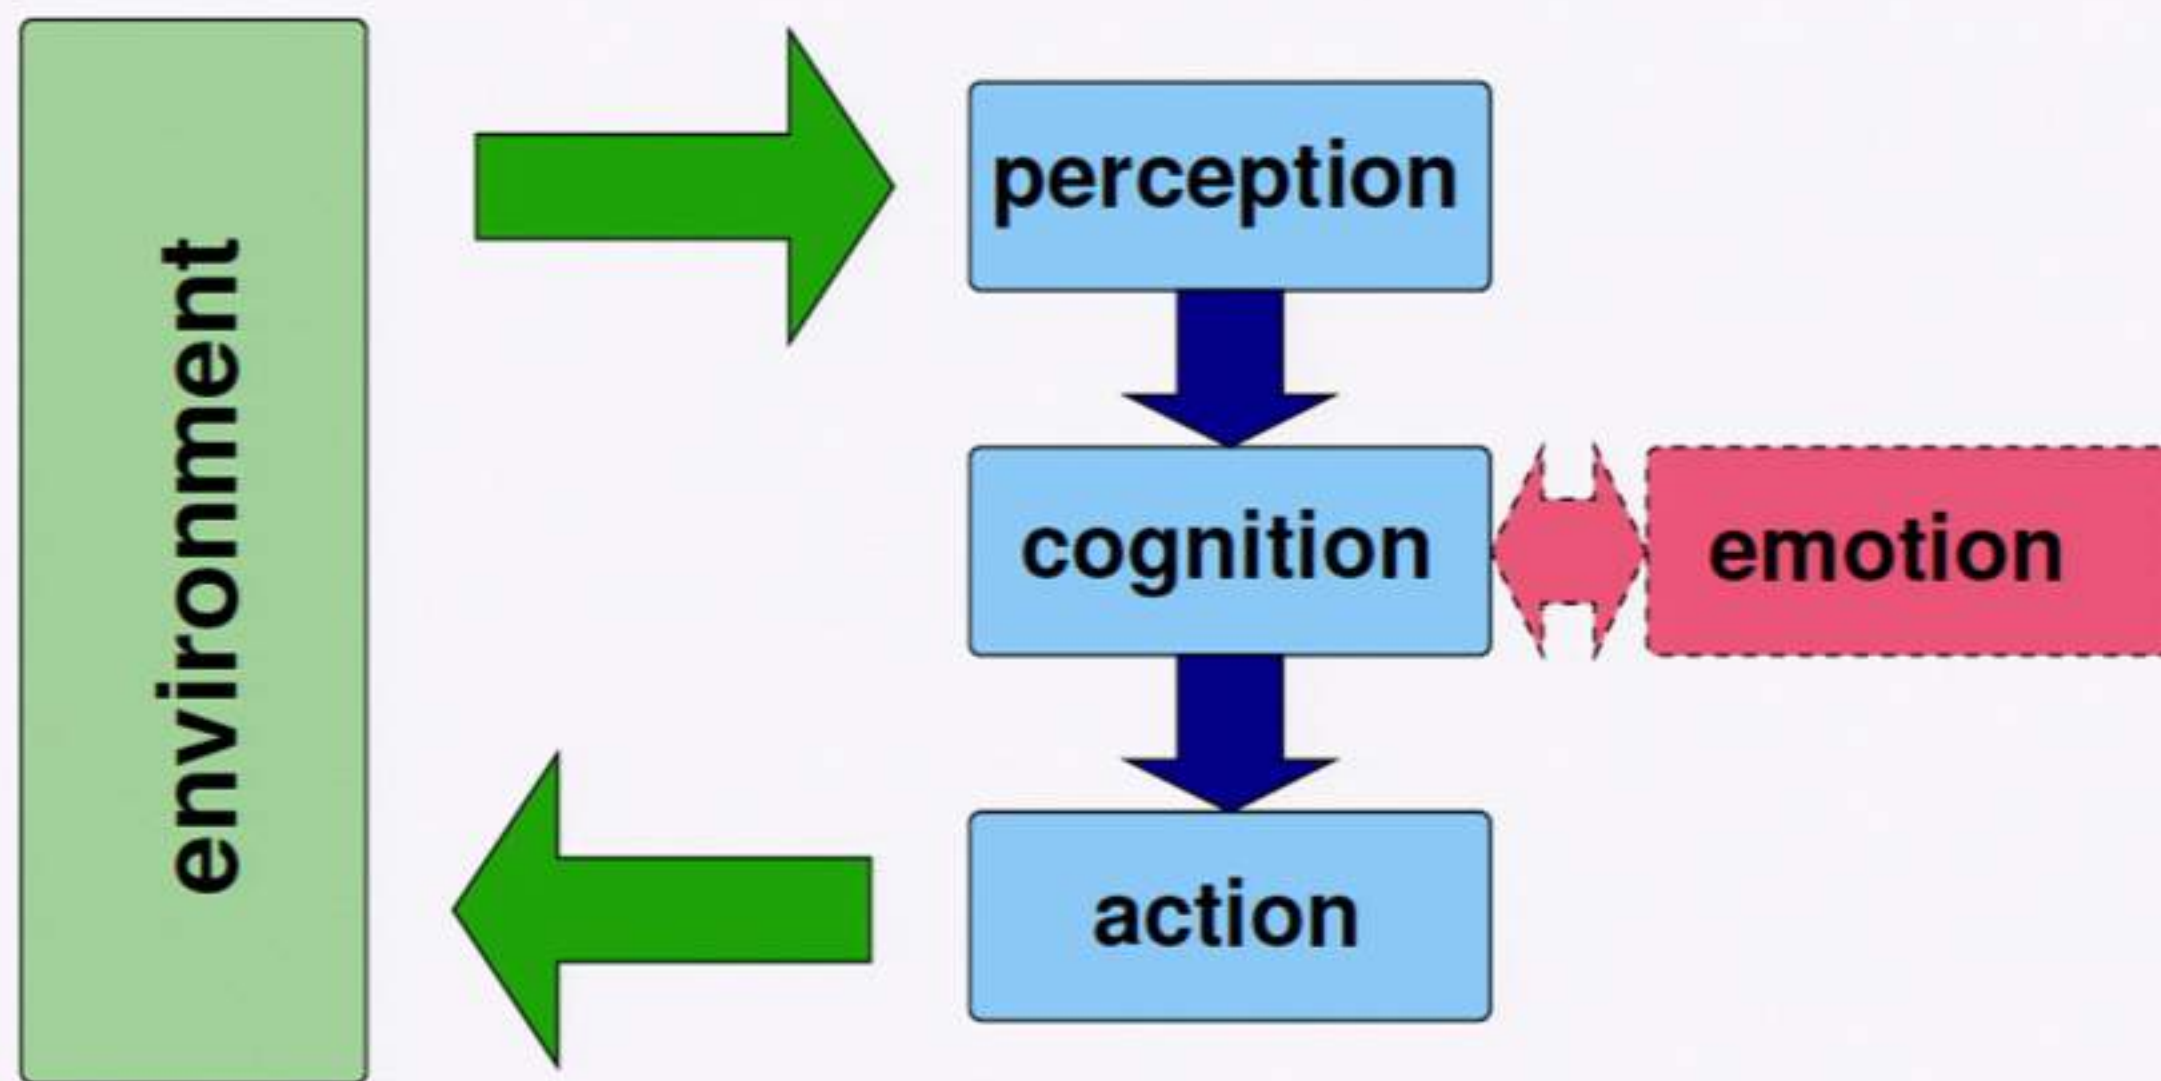 environment
perception
cognition
emotion
action